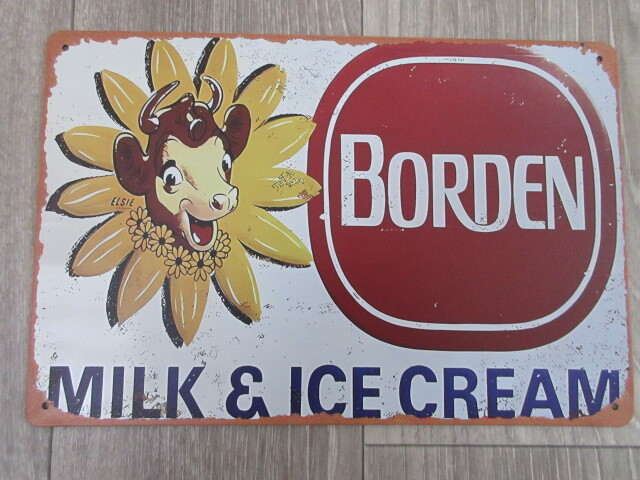 ELSIE
BORDEN
MILK & ICE CREAM